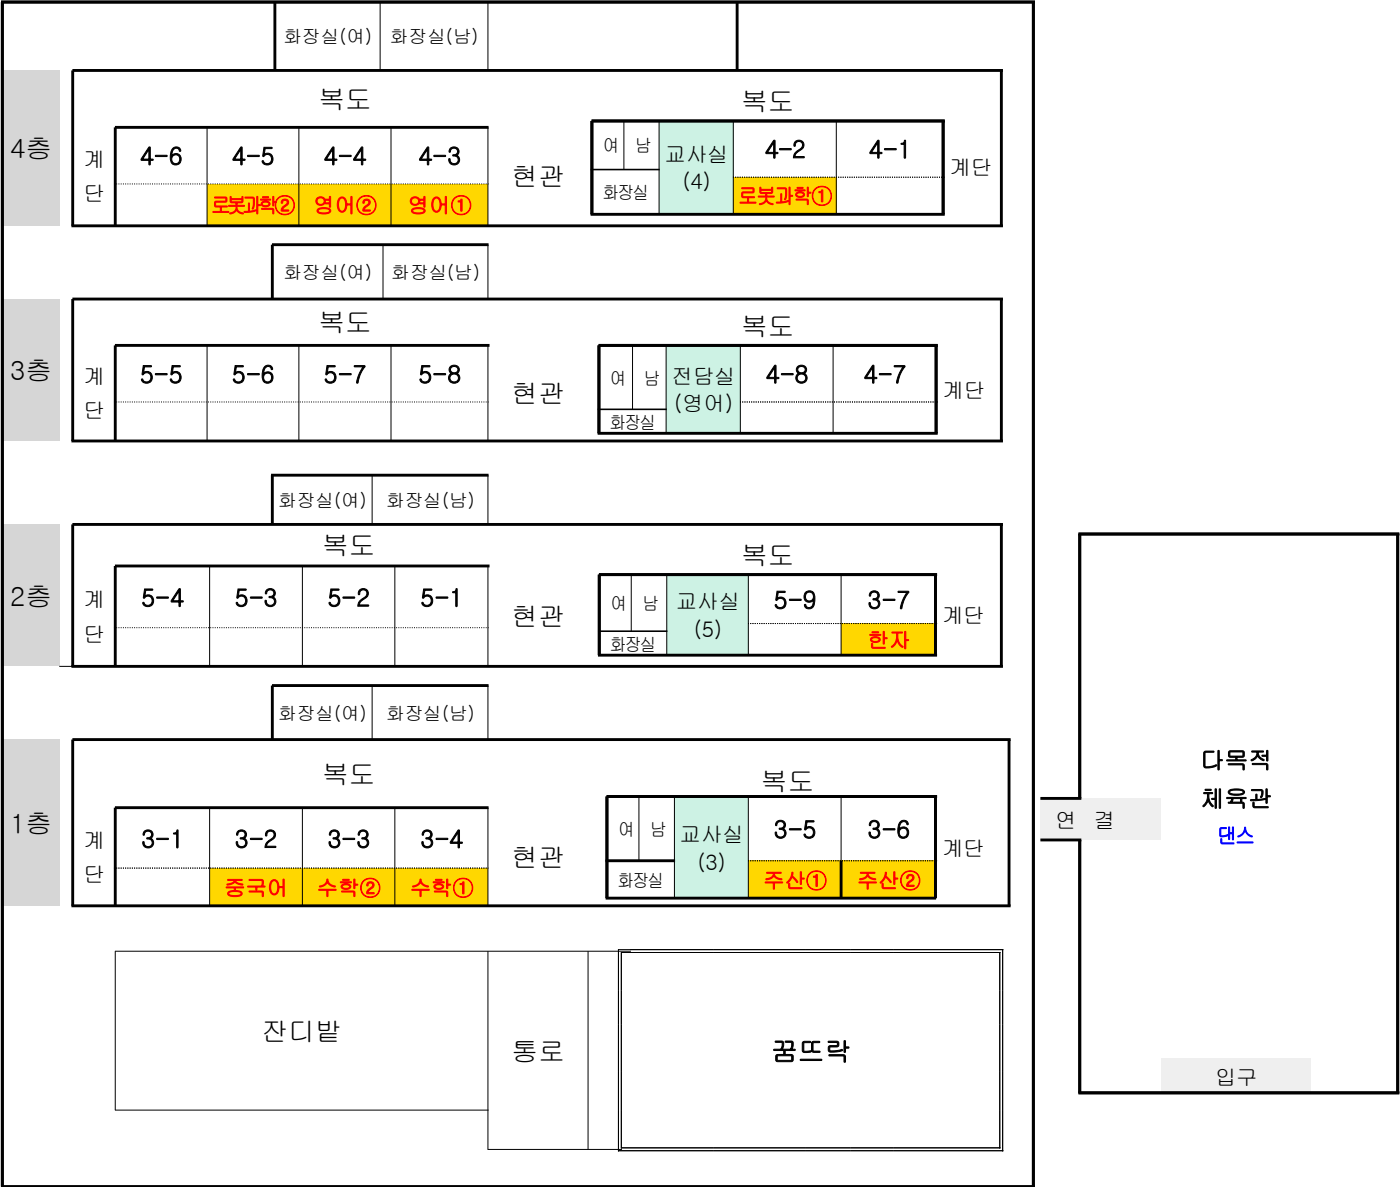 화장실(여) 화장실(남)
4층
복도 복도
계단 4-6 4-5 4-4 4-3 현관 여 남 화장실 교사실(4) 4-2 4-1 계단
로봇과학② 영어② 영어① 로봇과학①
화장실(여) 화장실(남)
3층
복도 복도
계단 5-5 5-6 5-7 5-8 현관 여 남 화장실 전담실(영어) 4-8 4-7 계단
화장실(여) 화장실(남)
2층
복도 복도
계단 5-4 5-3 5-2 5-1 현관 여 남 화장실 교사실(5) 5-9 3-7 계단
한자
화장실(여) 화장실(남)
1층
복도 복도
계단 3-1 3-2 3-3 3-4 현관 여 남 화장실 교사실(3) 3-5 3-6 계단
중국어 수학② 수학① 주산① 주산②
연 결
다목적
체육관
댄스
입구
잔디밭 통로 꿈뜨락